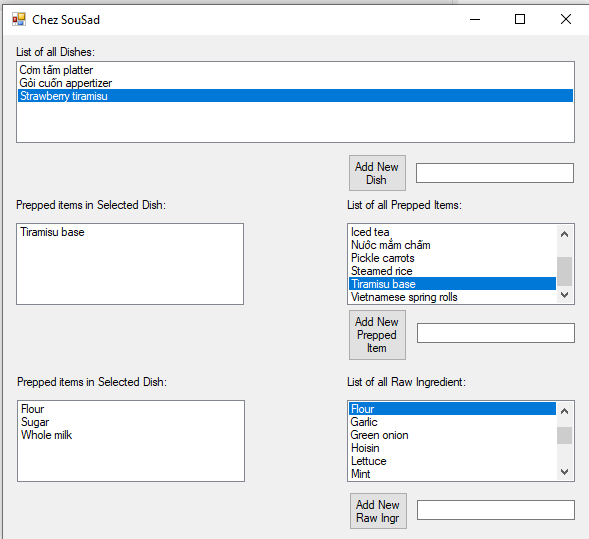 Chez SouSad
List of all Dishes:
Cơm tấm platter
Gỏi cuốn appertizer
Strawberry tiramisu
Add New
Dish
Prepped items in Selected Dish:
List of all Prepped Items:
Tiramisu base
Iced tea
Nước mắm chấm
Pickle carrots
Steamed rice
Tiramisu base
Vietnamese spring rolls
Add New
Prepped
Item
Prepped items in Selected Dish:
List of all Raw Ingredient:
Flour
Sugar
Whole milk
Flour
Garlic
Green onion
Hoisin
Lettuce
Mint
Add New
Raw Ingr